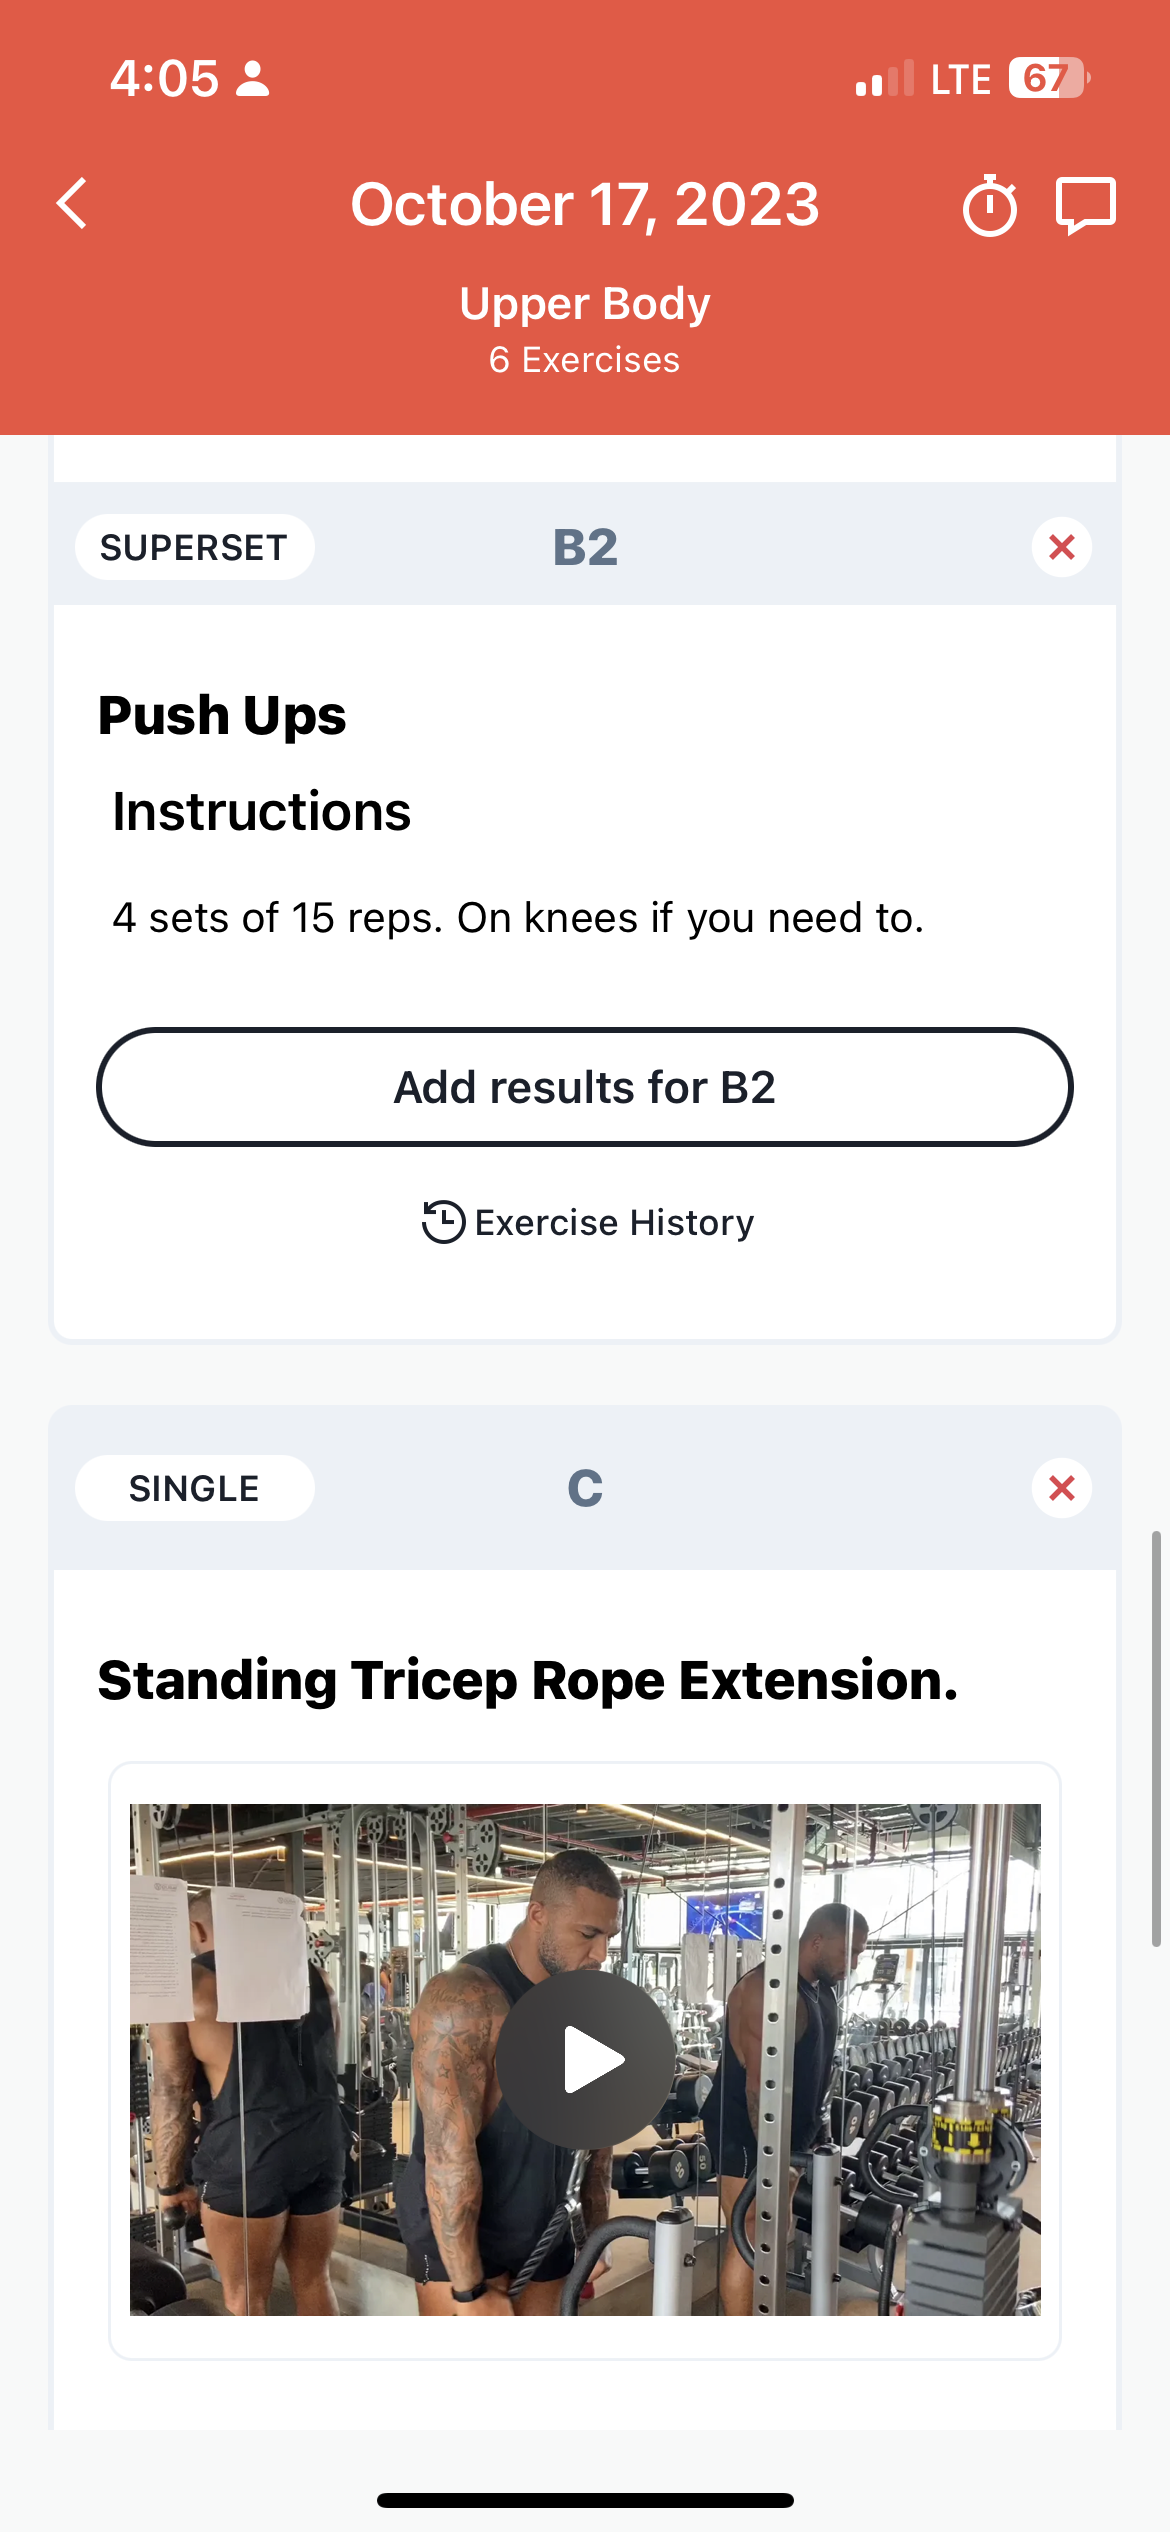 4:05
LTE
67
October 17, 2023
Upper Body
6 Exercises
SUPERSET
B2
Push Ups
Instructions
4 sets of 15 reps. On knees if you need to.
Add results for B2
Exercise History
SINGLE
C
Standing Tricep Rope Extension.
50
50